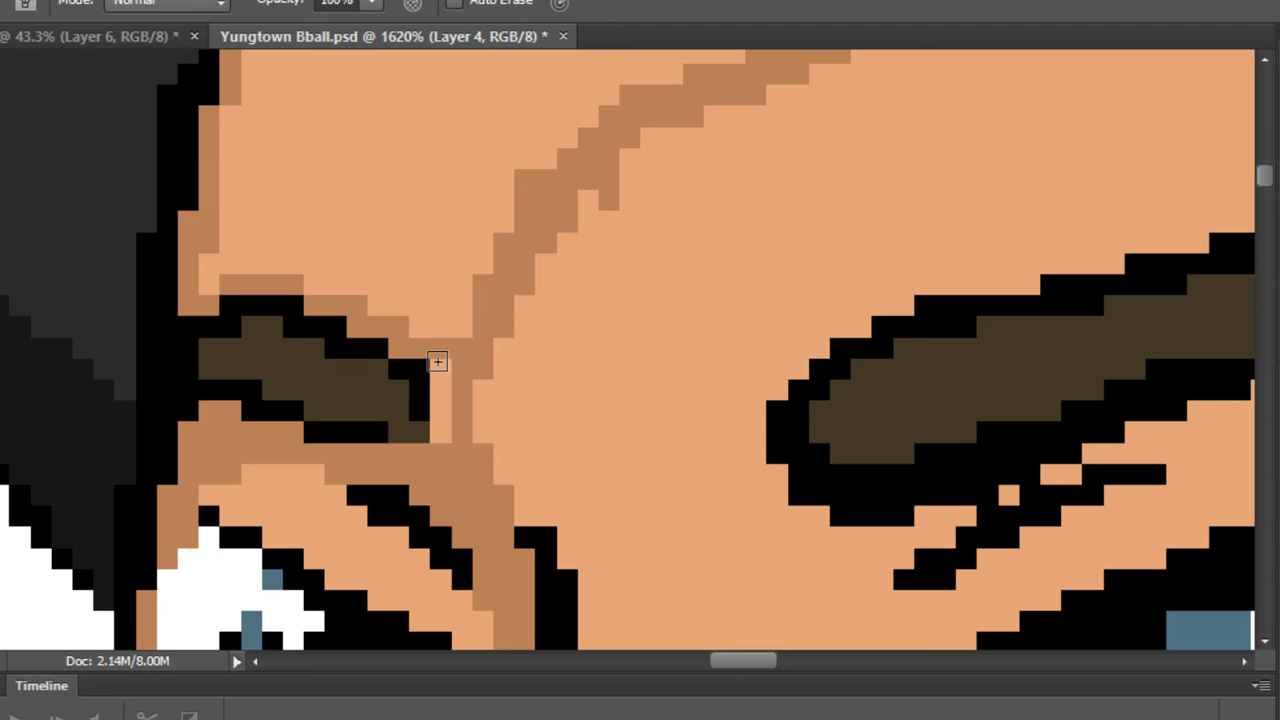 Mode: Normal Opacity: 100% Auto Erase
@ 43.3% (Layer 6, RGB/8) * × Yungtown Bball.psd @ 1620% (Layer 4, RGB/8) * ×
Doc: 2.14M/8.00M
Timeline